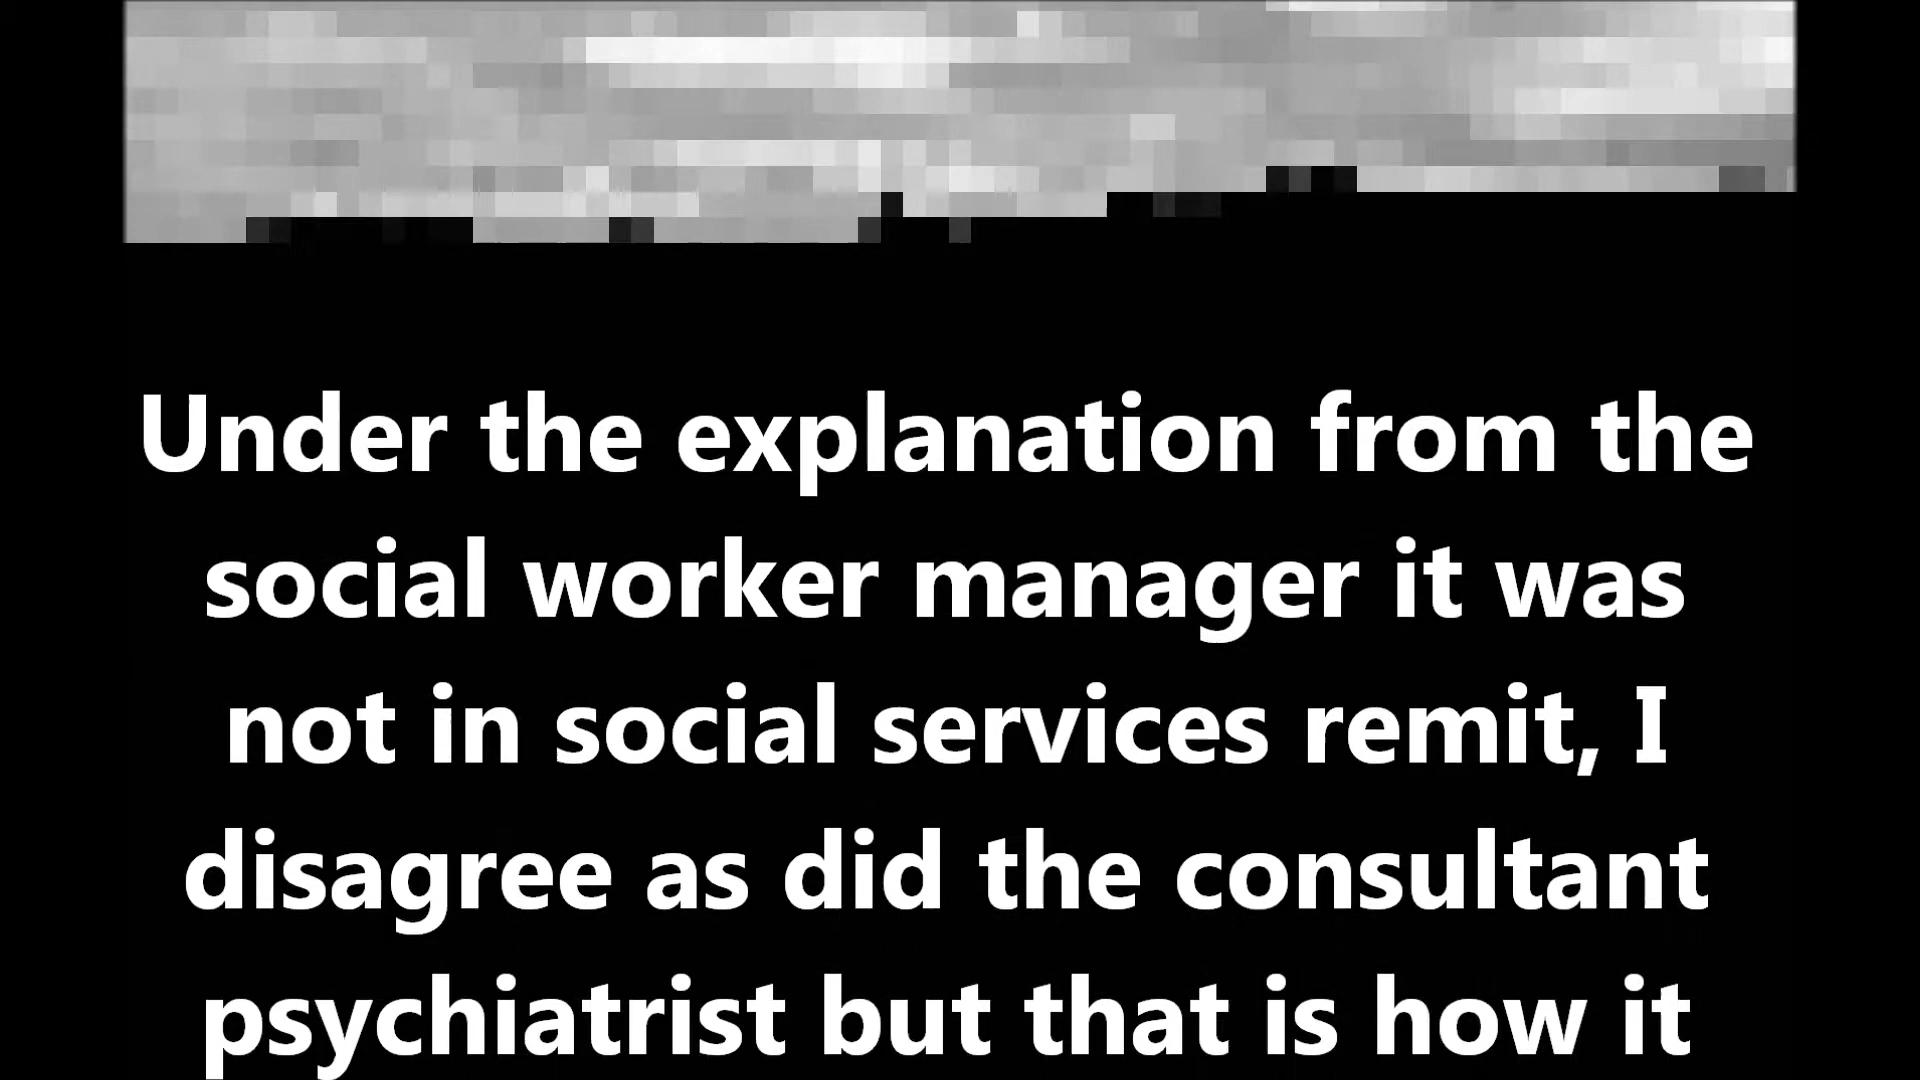 Under the explanation from the
social worker manager it was
not in social services remit, I
disagree as did the consultant
psychiatrist but that is how it